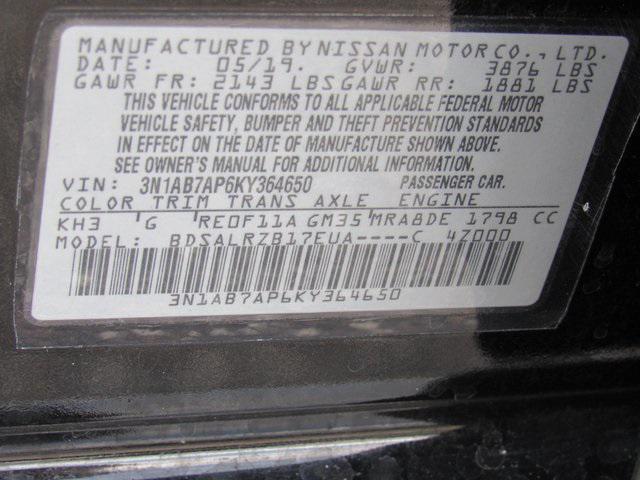 MANUFACTURED BY NISSAN MOTOR CO., LTD.
DATE: 05/19. GVWR: 3876 LBS
GAWR FR: 2143 LBS GAWR RR: 1881 LBS
THIS VEHICLE CONFORMS TO ALL APPLICABLE FEDERAL MOTOR
VEHICLE SAFETY, BUMPER AND THEFT PREVENTION STANDARDS
IN EFFECT ON THE DATE OF MANUFACTURE SHOWN ABOVE.
SEE OWNER'S MANUAL FOR ADDITIONAL INFORMATION.
VIN: 3N1AB7AP6KY364650 PASSENGER CAR.
COLOR TRIM TRANS AXLE ENGINE
KH3 G RE0F11A GM35 MRA8DE 1798 CC
MODEL: BDSALRZB17EUA----C 4Z000
3N1AB7AP6KY364650